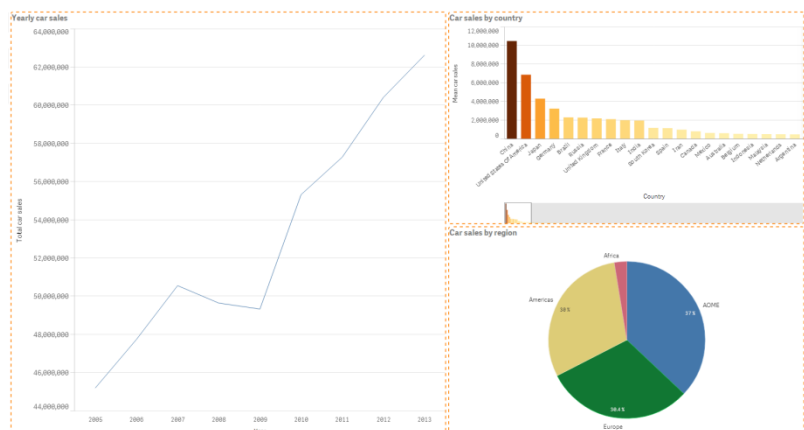 Yearly car sales
64,000,000
62,000,000
60,000,000
58,000,000
56,000,000
54,000,000
52,000,000
50,000,000
48,000,000
46,000,000
44,000,000
Total car sales
2005 2006 2007 2008 2009 2010 2011 2012 2013
Car sales by country
12,000,000
10,000,000
8,000,000
6,000,000
4,000,000
2,000,000
0
Mean car sales
China
United States Of America
Japan
Germany
Brazil
Russia
United Kingdom
France
Italy
India
South Korea
Spain
Iran
Canada
Mexico
Australia
Belgium
Indonesia
Malaysia
Netherlands
Argentina
Country
Car sales by region
Africa
Americas
AOME
37 %
Europe